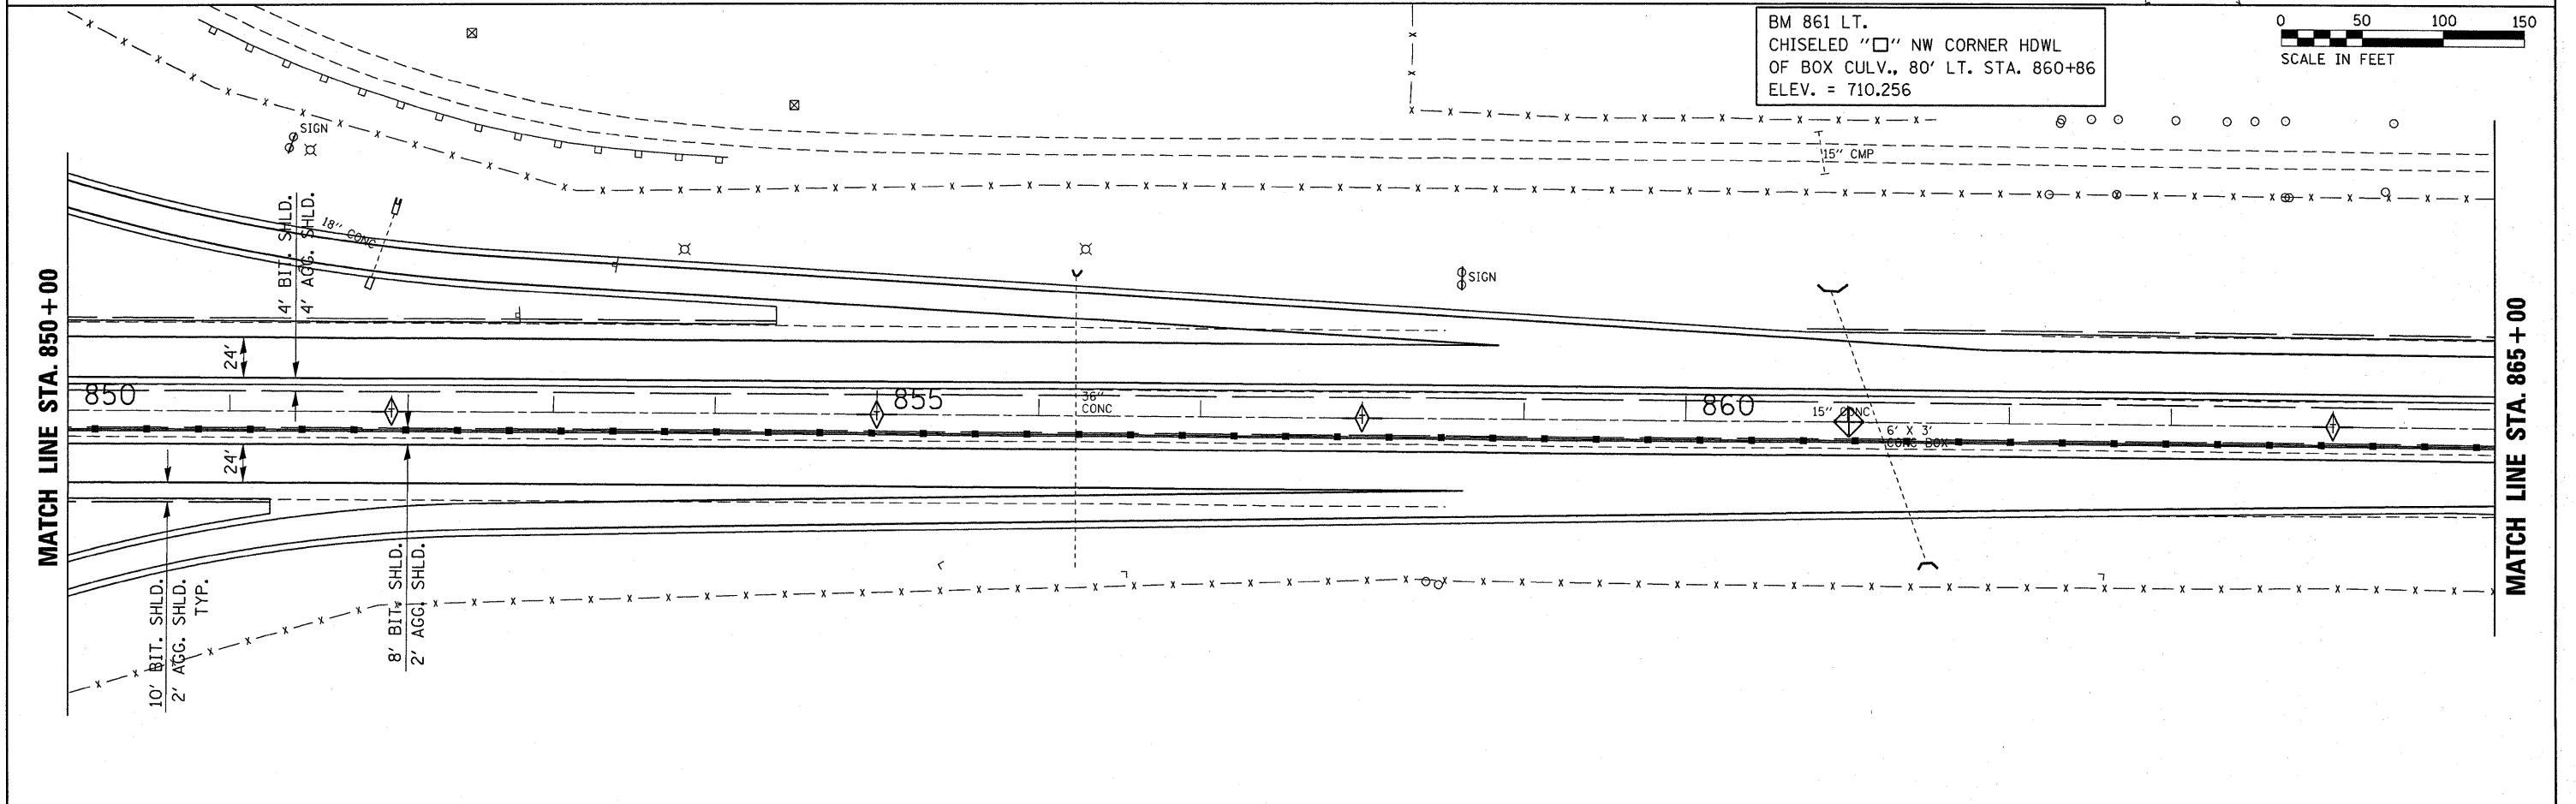 BM 861 LT.
CHISELED "□" NW CORNER HDWL
OF BOX CULV., 80' LT. STA. 860+86
ELEV. = 710.256
0 50 100 150
SCALE IN FEET
SIGN
15" CMP
18" CONC
4' BIT. SHLD.
4' AGG. SHLD.
SIGN
MATCH LINE STA. 850+00
MATCH LINE STA. 865+00
24'
850
855
860
36"
CONC
15" CONC
6' X 3'
CONC BOX
24'
10' BIT. SHLD.
2' AGG. SHLD.
TYP.
8' BIT. SHLD.
2' AGG. SHLD.